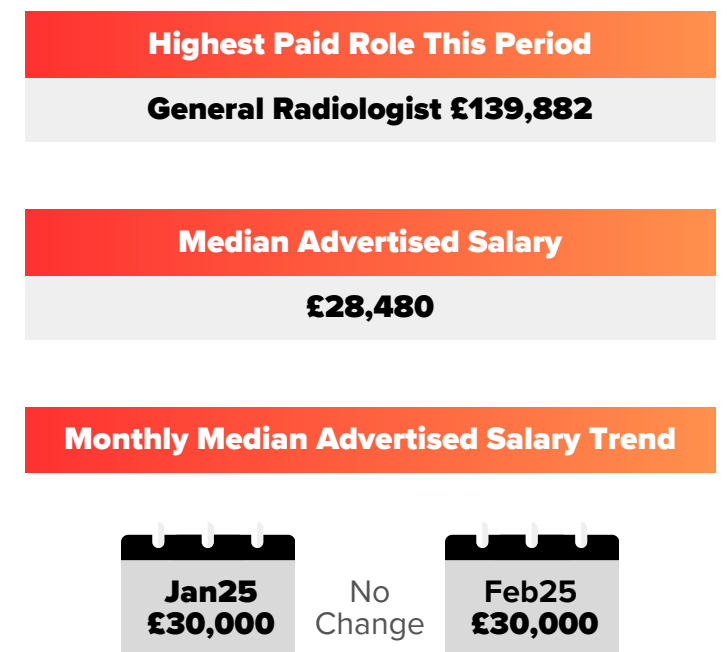 Highest Paid Role This Period
General Radiologist £139,882
Median Advertised Salary
£28,480
Monthly Median Advertised Salary Trend
Jan25
£30,000
No
Change
Feb25
£30,000